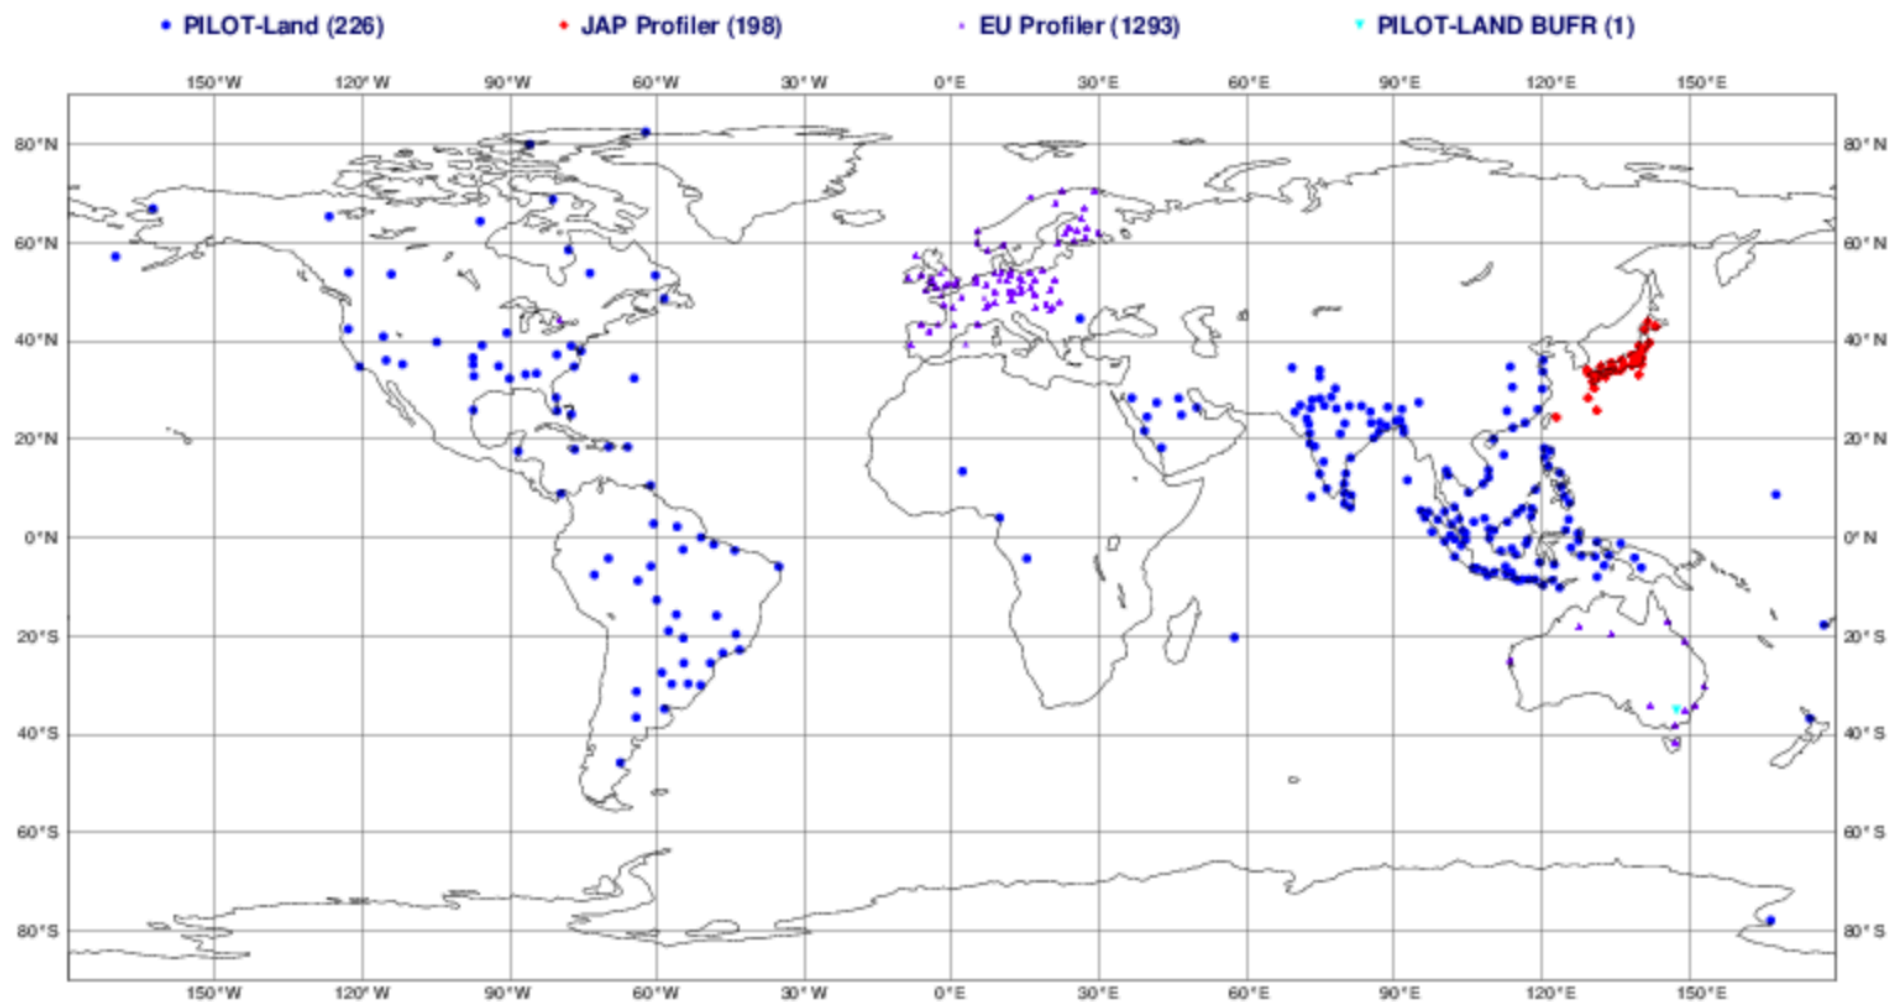 PILOT-Land (226) JAP Profiler (198) EU Profiler (1293) PILOT-LAND BUFR (1)
150°W 120°W 90°W 60°W 30°W 0°E 30°E 60°E 90°E 120°E 150°E
80°N 80°N
60°N 60°N
40°N 40°N
20°N 20°N
0°N 0°N
20°S 20°S
40°S 40°S
60°S 60°S
80°S 80°S
150°W 120°W 90°W 60°W 30°W 0°E 30°E 60°E 90°E 120°E 150°E